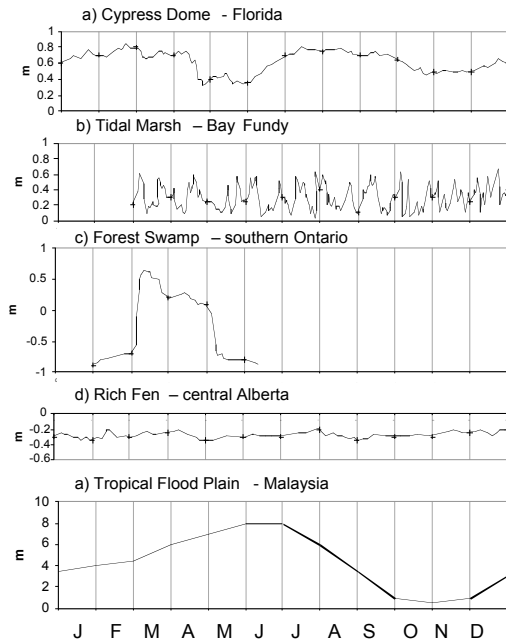 a) Cypress Dome - Florida
1
0.8
0.6
0.4
0.2
0
m
b) Tidal Marsh – Bay Fundy
1
0.8
0.6
0.4
0.2
0
m
c) Forest Swamp – southern Ontario
1
0.5
0
-0.5
-1
m
d) Rich Fen – central Alberta
0
-0.2
-0.4
-0.6
m
a) Tropical Flood Plain - Malaysia
10
8
6
4
2
0
m
J F M A M J J A S O N D